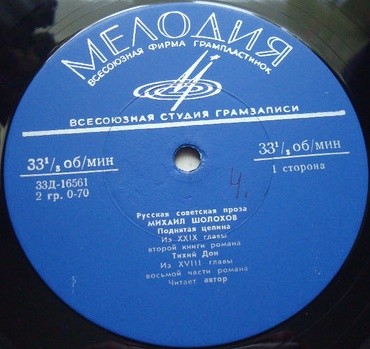 МЕЛОДИЯ
ВСЕСОЮЗНАЯ ФИРМА ГРАМПЛАСТИНОК
ВСЕСОЮЗНАЯ СТУДИЯ ГРАМЗАПИСИ
33⅓ об/мин
33Д-16561
2 гр. 0-70
33⅓ об/мин
1 сторона
Ч.
Русская советская проза
МИХАИЛ ШОЛОХОВ
Поднятая целина
Из XXIX главы
второй книги романа
Тихий Дон
Из XVIII главы
восьмой части романа
Читает автор